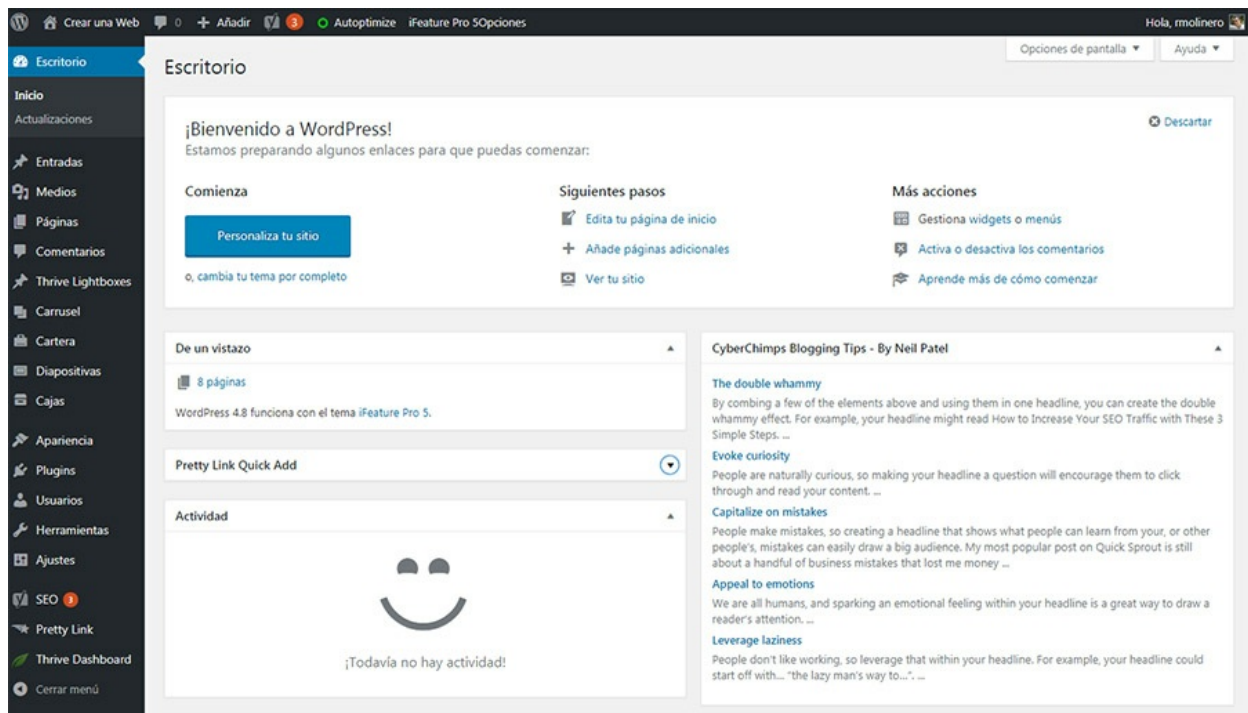 Crear una Web 0 Añadir 3 Autoptimize iFeature Pro 5Opciones Hola, rmolinero
Escritorio
Inicio
Actualizaciones
Entradas
Medios
Páginas
Comentarios
Thrive Lightboxes
Carrusel
Cartera
Diapositivas
Cajas
Apariencia
Plugins
Usuarios
Herramientas
Ajustes
SEO 3
Pretty Link
Thrive Dashboard
Cerrar menú
Opciones de pantalla Ayuda
Escritorio
¡Bienvenido a WordPress!
Descartar
Estamos preparando algunos enlaces para que puedas comenzar:
Comienza
Personaliza tu sitio
o, cambia tu tema por completo
Siguientes pasos
Edita tu página de inicio
Añade páginas adicionales
Ver tu sitio
Más acciones
Gestiona widgets o menús
Activa o desactiva los comentarios
Aprende más de cómo comenzar
De un vistazo
8 páginas
WordPress 4.8 funciona con el tema iFeature Pro 5.
Pretty Link Quick Add
Actividad
¡Todavía no hay actividad!
CyberChimps Blogging Tips - By Neil Patel
The double whammy
By combing a few of the elements above and using them in one headline, you can create the double
whammy effect. For example, your headline might read How to Increase Your SEO Traffic with These 3
Simple Steps. ...
Evoke curiosity
People are naturally curious, so making your headline a question will encourage them to click
through and read your content. ...
Capitalize on mistakes
People make mistakes, so creating a headline that shows what people can learn from your, or other
people's, mistakes can easily draw a big audience. My most popular post on Quick Sprout is still
about a handful of business mistakes that lost me money ...
Appeal to emotions
We are all humans, and sparking an emotional feeling within your headline is a great way to draw a
reader's attention. ...
Leverage laziness
People don't like working, so leverage that within your headline. For example, your headline could
start off with... "the lazy man's way to...". ...